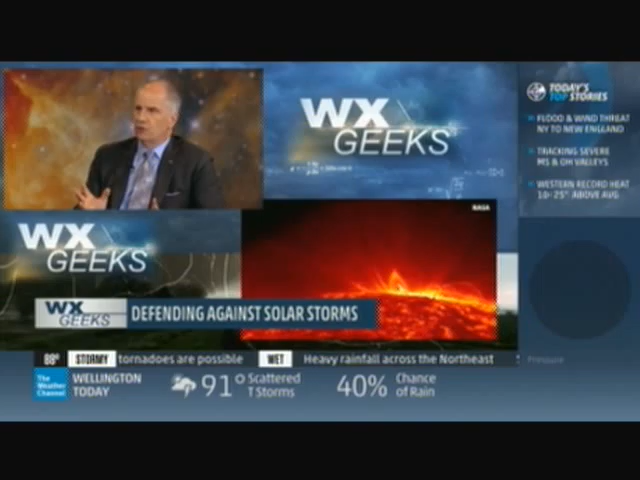 WX
GEEKS
TODAY'S
TOP STORIES
FLOOD & WIND THREAT
NY TO NEW ENGLAND
TRACKING SEVERE
MS & OH VALLEYS
WESTERN RECORD HEAT
10-25° ABOVE AVG
NASA
WX
GEEKS
WX
GEEKS
DEFENDING AGAINST SOLAR STORMS
88° STORMY tornadoes are possible WET Heavy rainfall across the Northeast
Pressure
The
Weather
Channel
WELLINGTON
TODAY
91° Scattered
T Storms
40% Chance
of Rain